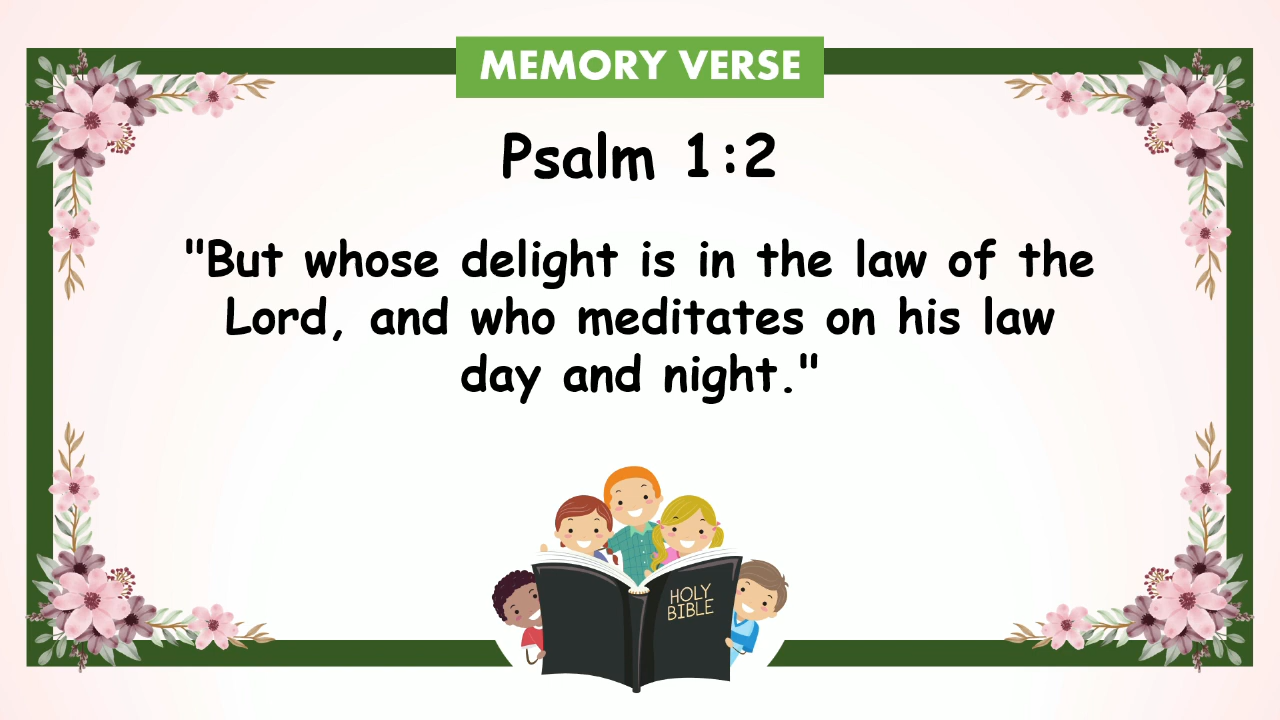 MEMORY VERSE
Psalm 1:2
"But whose delight is in the law of the
Lord, and who meditates on his law
day and night."
HOLY
BIBLE